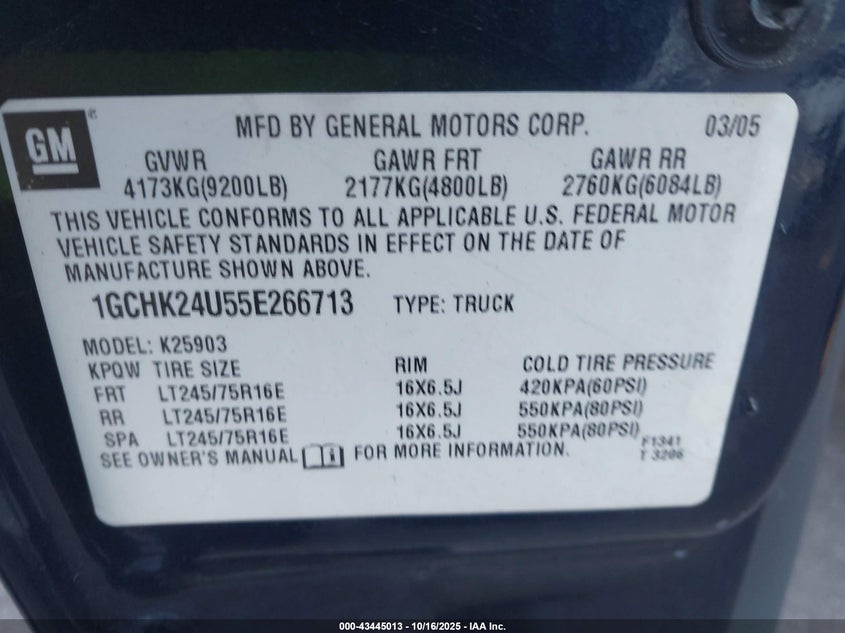 GM
MFD BY GENERAL MOTORS CORP. 03/05
GVWR GAWR FRT GAWR RR
4173KG(9200LB) 2177KG(4800LB) 2760KG(6084LB)
THIS VEHICLE CONFORMS TO ALL APPLICABLE U.S. FEDERAL MOTOR
VEHICLE SAFETY STANDARDS IN EFFECT ON THE DATE OF
MANUFACTURE SHOWN ABOVE.
1GCHK24U55E266713 TYPE: TRUCK
MODEL: K25903
KPQW TIRE SIZE RIM COLD TIRE PRESSURE
FRT LT245/75R16E 16X6.5J 420KPA(60PSI)
RR LT245/75R16E 16X6.5J 550KPA(80PSI)
SPA LT245/75R16E 16X6.5J 550KPA(80PSI)
SEE OWNER'S MANUAL FOR MORE INFORMATION.
F1341
T 3206
000-43445013 - 10/16/2025 - IAA Inc.